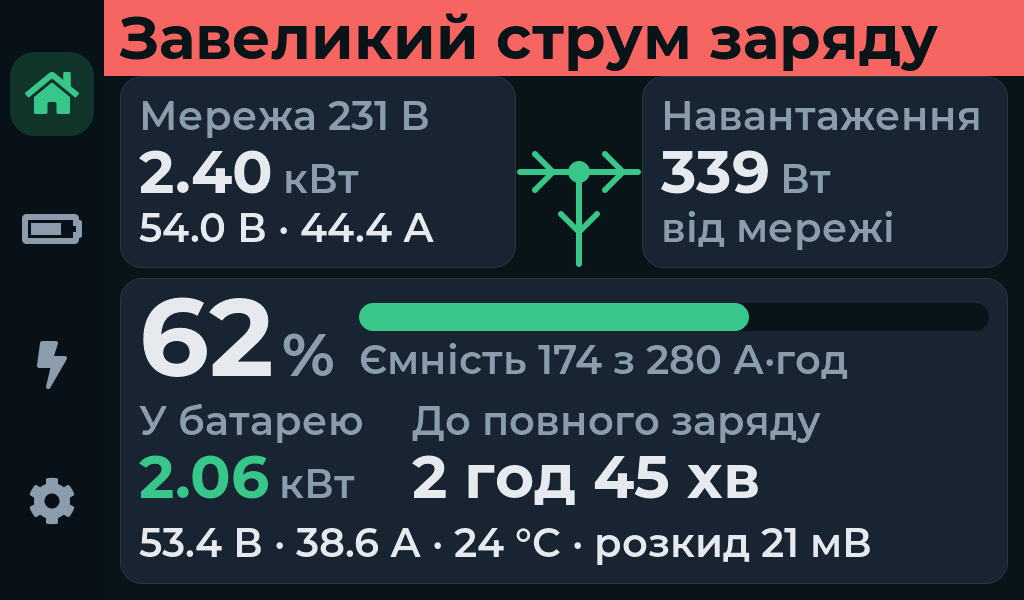 Завеликий струм заряду
Мережа 231 В
2.40 кВт
54.0 В · 44.4 А
Навантаження
339 Вт
від мережі
62 %
Ємність 174 з 280 А·год
У батарею
2.06 кВт
До повного заряду
2 год 45 хв
53.4 В · 38.6 А · 24 °C · розкид 21 мВ